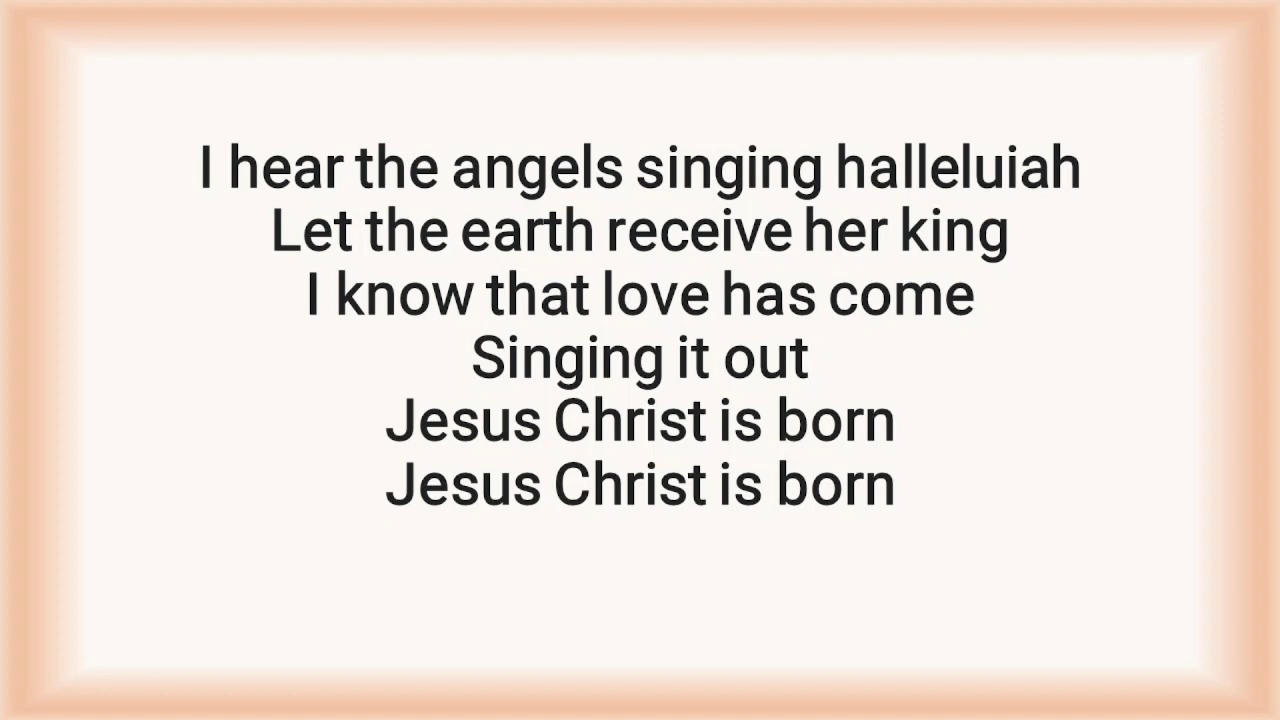 I hear the angels singing halleluiah
Let the earth receive her king
I know that love has come
Singing it out
Jesus Christ is born
Jesus Christ is born